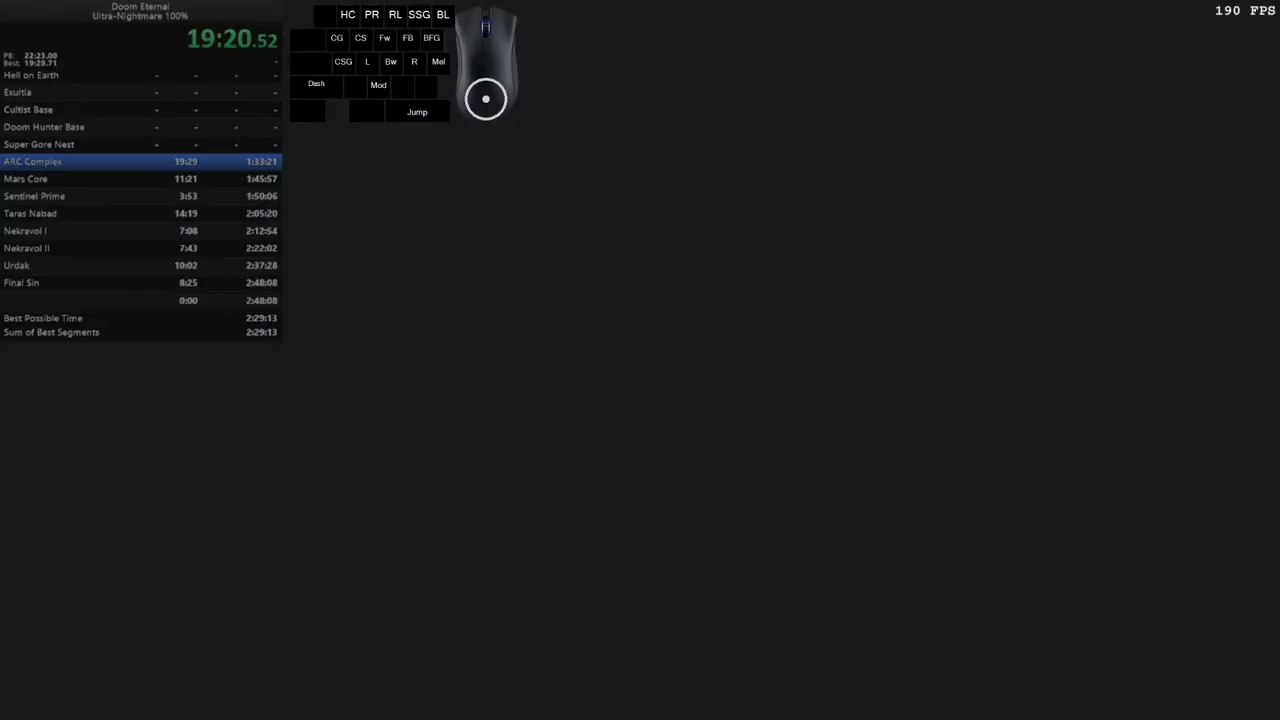 Doom Eternal
Ultra-Nightmare 100%
19:20.52
PB: 22:23.00
Best: 19:29.71
-
Hell on Earth - - -
Exultia - - -
Cultist Base - - -
Doom Hunter Base - - -
Super Gore Nest - - -
ARC Complex 19:29 1:33:21
Mars Core 11:21 1:45:57
Sentinel Prime 3:53 1:50:06
Taras Nabad 14:19 2:05:20
Nekravol I 7:08 2:12:54
Nekravol II 7:43 2:22:02
Urdak 10:02 2:37:28
Final Sin 8:25 2:48:08
0:00 2:48:08
Best Possible Time 2:29:13
Sum of Best Segments 2:29:13
HC PR RL SSG BL
CG CS Fw FB BFG
CSG L Bw R Mel
Dash Mod
Jump
190 FPS